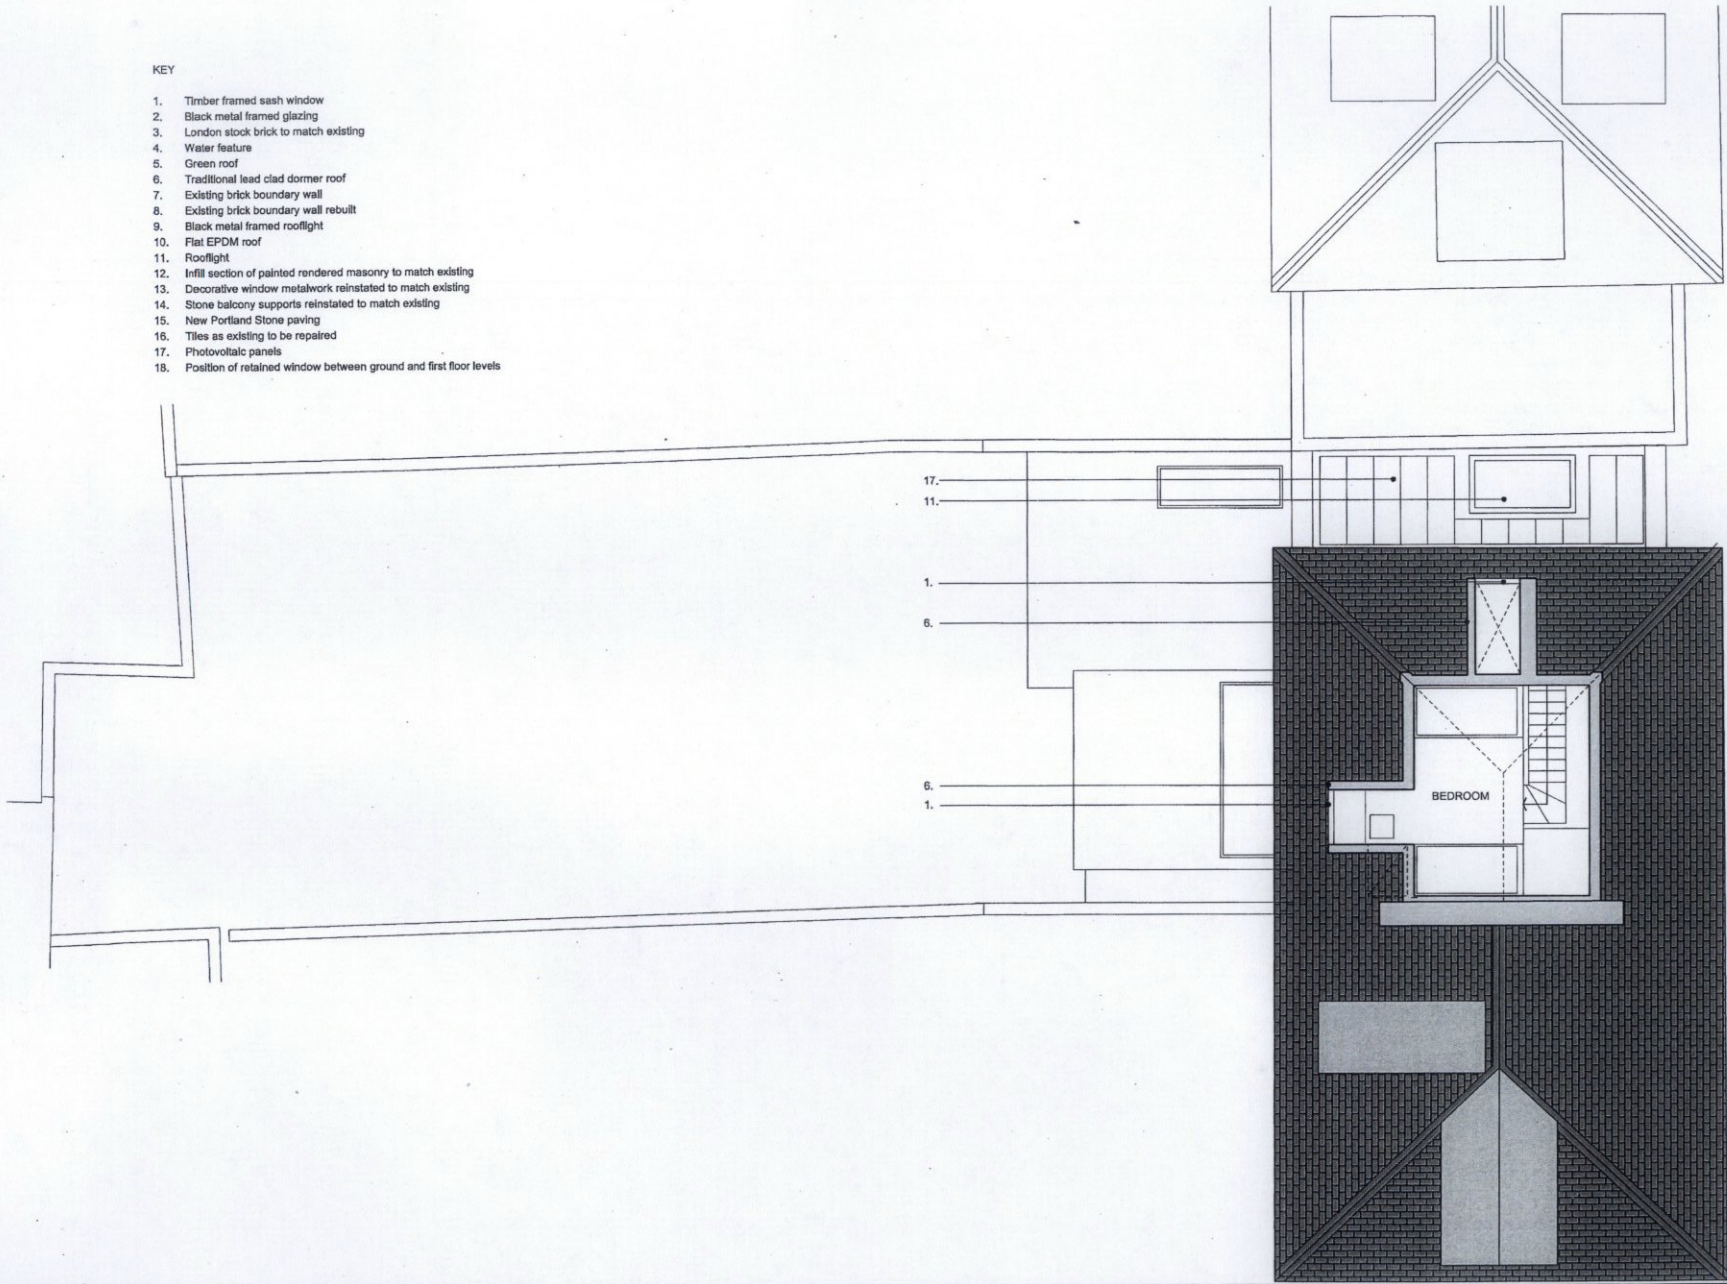 KEY
1. Timber framed sash window
2. Black metal framed glazing
3. London stock brick to match existing
4. Water feature
5. Green roof
6. Traditional lead clad dormer roof
7. Existing brick boundary wall
8. Existing brick boundary wall rebuilt
9. Black metal framed rooflight
10. Flat EPDM roof
11. Rooflight
12. Infill section of painted rendered masonry to match existing
13. Decorative window metalwork reinstated to match existing
14. Stone balcony supports reinstated to match existing
15. New Portland Stone paving
16. Tiles as existing to be repaired
17. Photovoltaic panels
18. Position of retained window between ground and first floor levels
17.
11.
1.
6.
6.
1.
BEDROOM